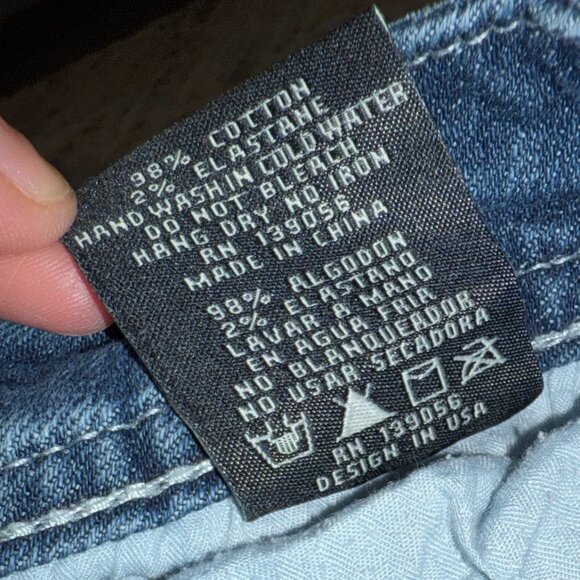 98% COTTON
2% ELASTANE
HAND WASH IN COLD WATER
DO NOT BLEACH
HANG DRY NO IRON
RN 139056
MADE IN CHINA
98% ALGODON
2% ELASTANO
LAVAR A MANO
EN AGUA FRIA
NO BLANQUEADOR
NO USAR SECADORA
RN 139056
DESIGN IN USA